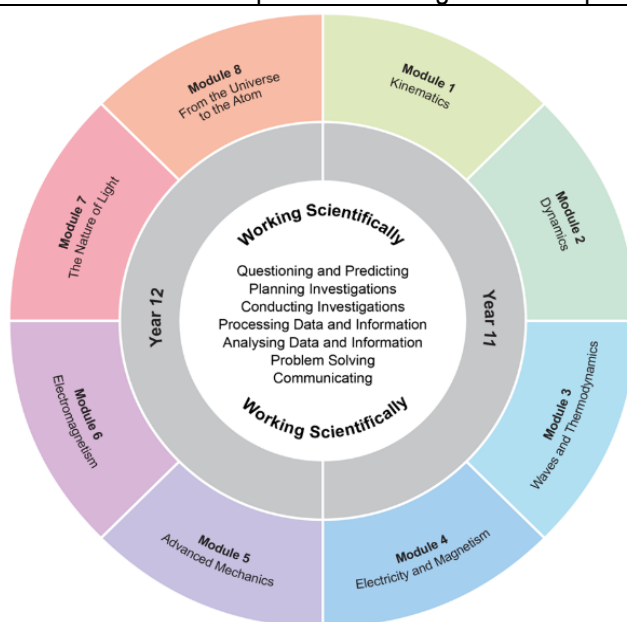 Module 1
Kinematics
Module 2
Dynamics
Module 3
Waves and Thermodynamics
Module 4
Electricity and Magnetism
Module 5
Advanced Mechanics
Module 6
Electromagnetism
Module 7
The Nature of Light
Module 8
From the Universe
to the Atom
Year 12
Year 11
Working Scientifically
Questioning and Predicting
Planning Investigations
Conducting Investigations
Processing Data and Information
Analysing Data and Information
Problem Solving
Communicating
Working Scientifically